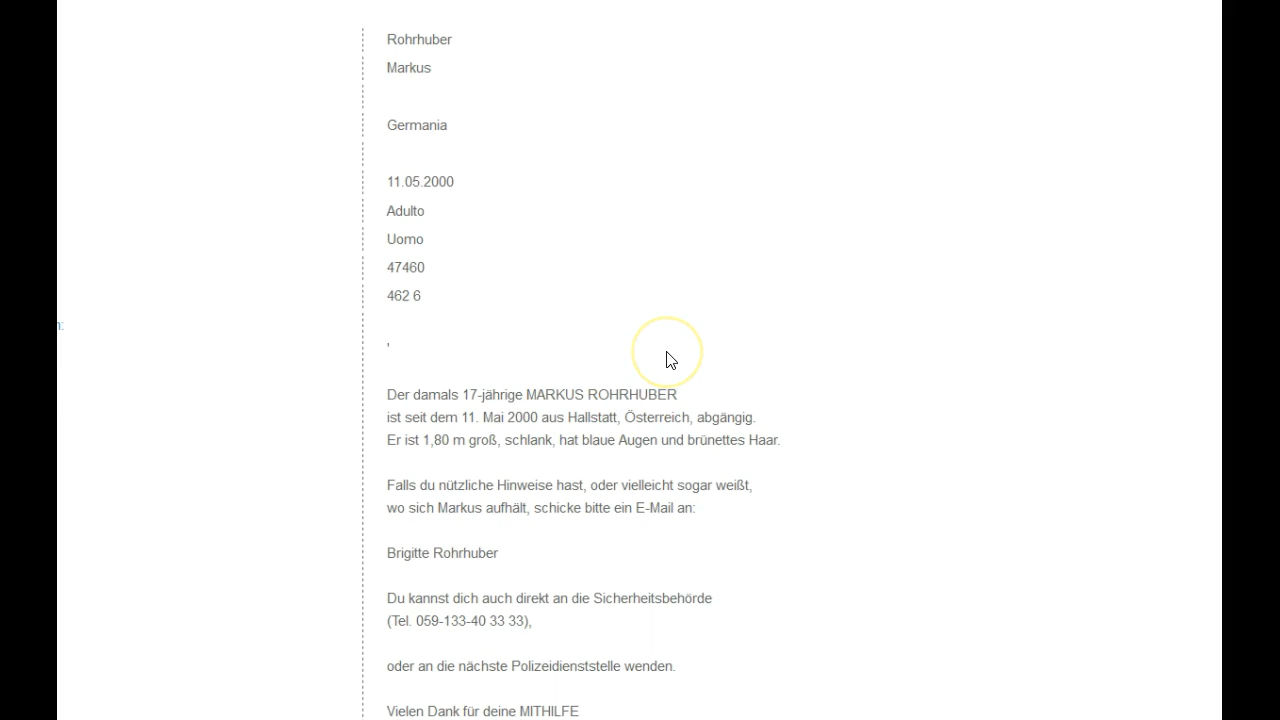 Rohrhuber
Markus
Germania
11.05.2000
Adulto
Uomo
47460
462 6
n:
,
Der damals 17-jährige MARKUS ROHRHUBER
ist seit dem 11. Mai 2000 aus Hallstatt, Österreich, abgängig.
Er ist 1,80 m groß, schlank, hat blaue Augen und brünettes Haar.
Falls du nützliche Hinweise hast, oder vielleicht sogar weißt,
wo sich Markus aufhält, schicke bitte ein E-Mail an:
Brigitte Rohrhuber
Du kannst dich auch direkt an die Sicherheitsbehörde
(Tel. 059-133-40 33 33),
oder an die nächste Polizeidienststelle wenden.
Vielen Dank für deine MITHILFE